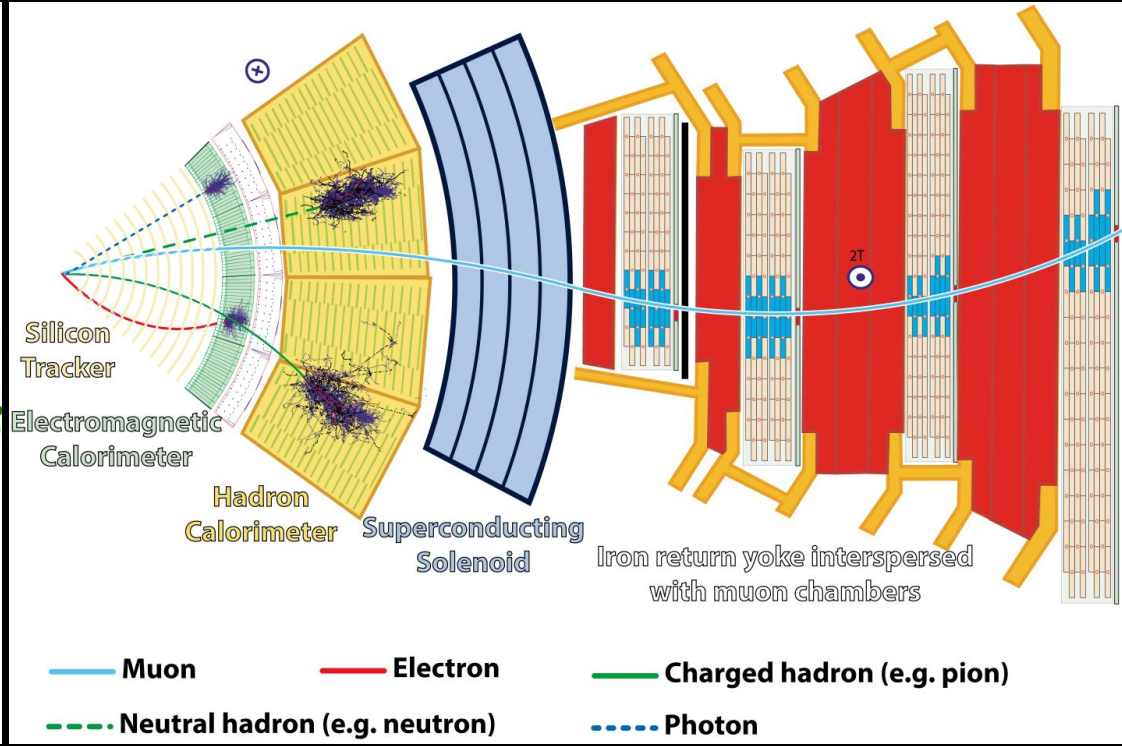 2T
Silicon
Tracker
Electromagnetic
Calorimeter
Hadron
Calorimeter
Superconducting
Solenoid
Iron return yoke interspersed
with muon chambers
Muon
Electron
Charged hadron (e.g. pion)
Neutral hadron (e.g. neutron)
Photon